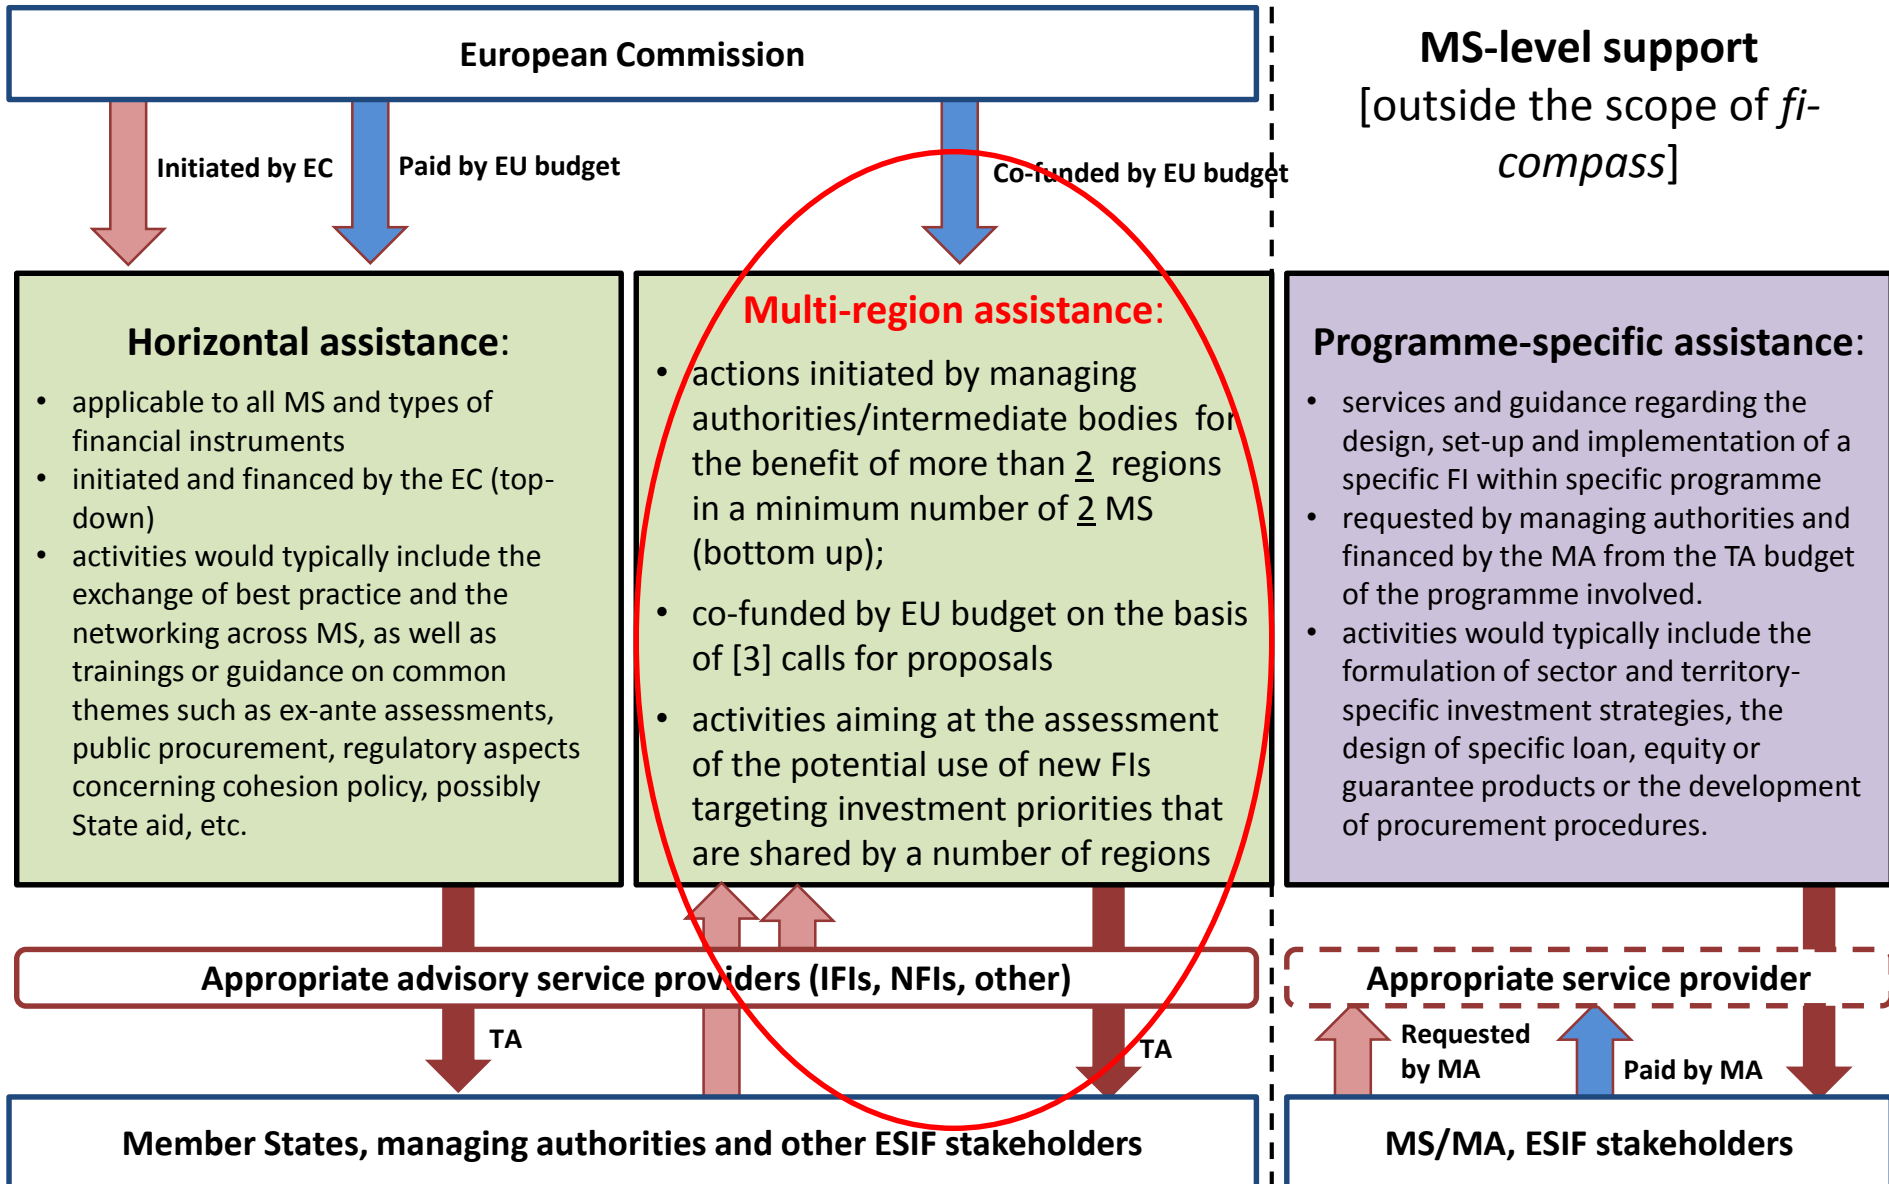 European Commission
MS-level support
[outside the scope of fi-
compass]
Initiated by EC
Paid by EU budget
Co-funded by EU budget
Horizontal assistance:
• applicable to all MS and types of
financial instruments
• initiated and financed by the EC (top-
down)
• activities would typically include the
exchange of best practice and the
networking across MS, as well as
trainings or guidance on common
themes such as ex-ante assessments,
public procurement, regulatory aspects
concerning cohesion policy, possibly
State aid, etc.
Multi-region assistance:
• actions initiated by managing
authorities/intermediate bodies for
the benefit of more than 2 regions
in a minimum number of 2 MS
(bottom up);
• co-funded by EU budget on the basis
of [3] calls for proposals
• activities aiming at the assessment
of the potential use of new FIs
targeting investment priorities that
are shared by a number of regions
Programme-specific assistance:
• services and guidance regarding the
design, set-up and implementation of a
specific FI within specific programme
• requested by managing authorities and
financed by the MA from the TA budget
of the programme involved.
• activities would typically include the
formulation of sector and territory-
specific investment strategies, the
design of specific loan, equity or
guarantee products or the development
of procurement procedures.
Appropriate advisory service providers (IFIs, NFIs, other)
Appropriate service provider
TA
TA
Requested
by MA
Paid by MA
Member States, managing authorities and other ESIF stakeholders
MS/MA, ESIF stakeholders